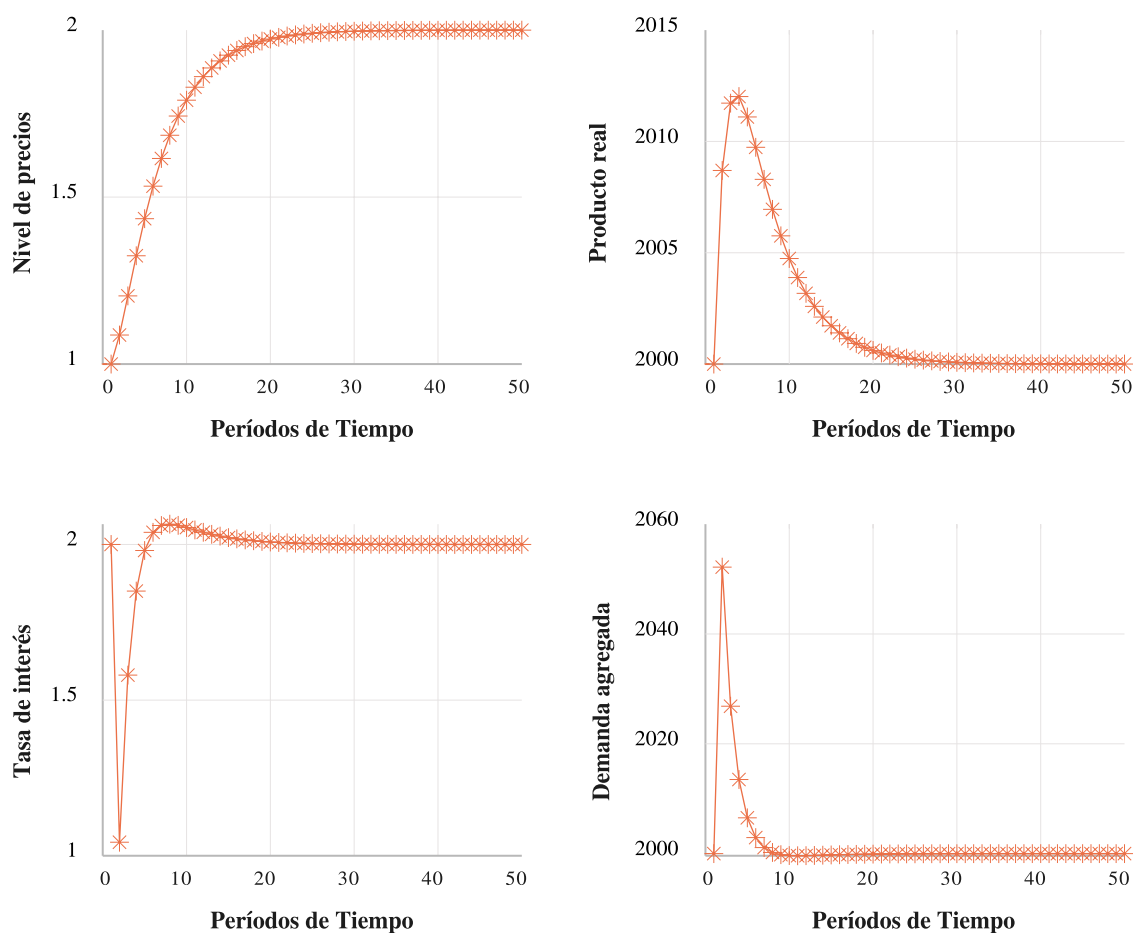 Nivel de precios
2
1.5
1
0 10 20 30 40 50
Períodos de Tiempo
Producto real
2015
2010
2005
2000
0 10 20 30 40 50
Períodos de Tiempo
Tasa de interés
2
1.5
1
0 10 20 30 40 50
Períodos de Tiempo
Demanda agregada
2060
2040
2020
2000
0 10 20 30 40 50
Períodos de Tiempo